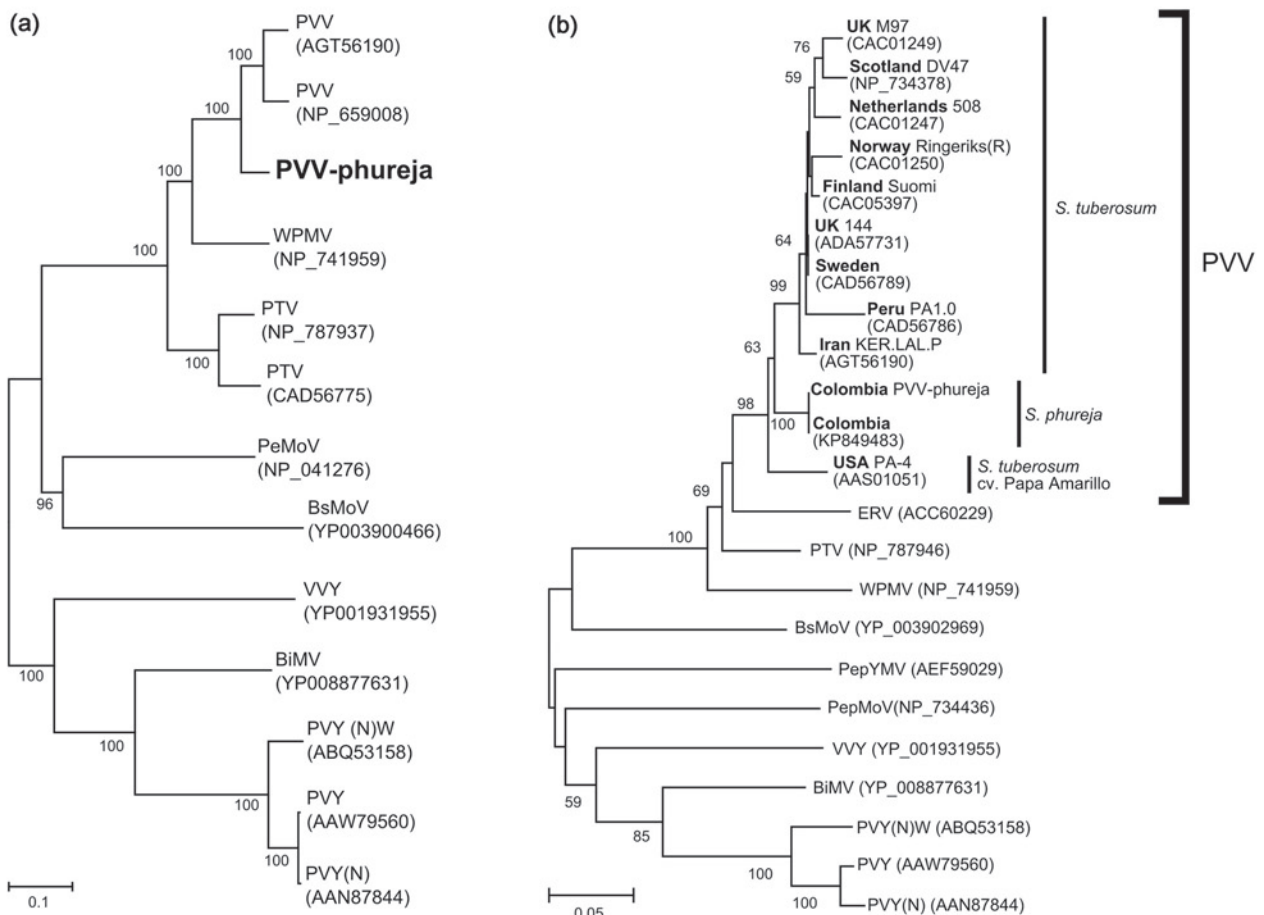 (a)
PVV
(AGT56190)
100
PVV
(NP_659008)
100
PVV-phureja
100
WPMV
(NP_741959)
100
PTV
(NP_787937)
100
PTV
(CAD56775)
PeMoV
(NP_041276)
96
BsMoV
(YP003900466)
VVY
(YP001931955)
100
BiMV
(YP008877631)
100
PVY (N)W
(ABQ53158)
100
PVY
(AAW79560)
100
PVY(N)
(AAN87844)
0.1
(b)
UK M97
(CAC01249)
76
Scotland DV47
(NP_734378)
59
Netherlands 508
(CAC01247)
Norway Ringeriks(R)
(CAC01250)
Finland Suomi
(CAC05397)
UK 144
(ADA57731)
64
Sweden
(CAD56789)
99
Peru PA1.0
(CAD56786)
Iran KER.LAL.P
(AGT56190)
63
Colombia PVV-phureja
100
Colombia
(KP849483)
98
USA PA-4
(AAS01051)
S. tuberosum
S. phureja
S. tuberosum
cv. Papa Amarillo
PVV
69
ERV (ACC60229)
100
PTV (NP_787946)
WPMV (NP_741959)
BsMoV (YP_003902969)
PepYMV (AEF59029)
PepMoV(NP_734436)
VVY (YP_001931955)
59
BiMV (YP_008877631)
85
PVY(N)W (ABQ53158)
100
PVY (AAW79560)
100
PVY(N) (AAN87844)
0.05